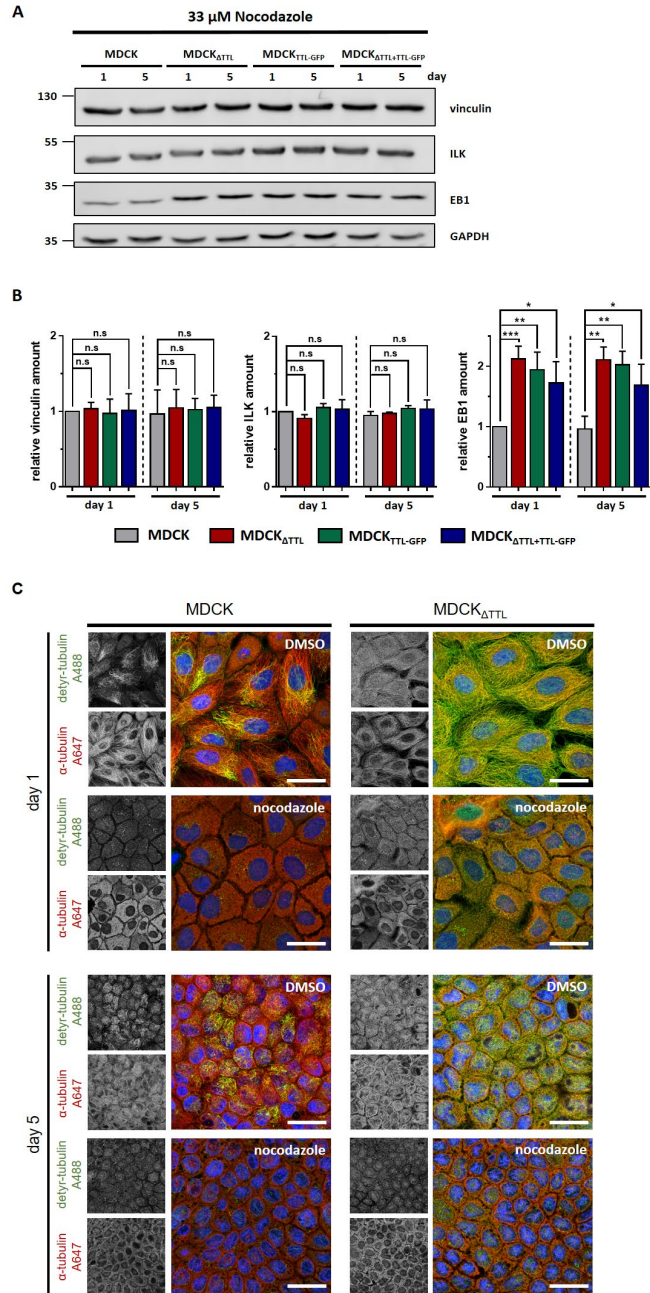 A
33 µM Nocodazole
MDCK MDCKΔTTL MDCKTTL-GFP MDCKΔTTL+TTL-GFP
1 5 1 5 1 5 1 5 day
130
vinculin
55
ILK
35
EB1
35
GAPDH
B
relative vinculin amount
2
1
0
n.s
n.s
n.s
n.s
n.s
n.s
day 1 day 5
relative ILK amount
2
1
0
n.s
n.s
n.s
n.s
n.s
n.s
day 1 day 5
relative EB1 amount
2
1
0
*
**
***
*
**
**
day 1 day 5
MDCK MDCKΔTTL MDCKTTL-GFP MDCKΔTTL+TTL-GFP
C
MDCK MDCKΔTTL
day 1
detyr-tubulin
A488
DMSO DMSO
α-tubulin
A647
detyr-tubulin
A488
nocodazole nocodazole
α-tubulin
A647
day 5
detyr-tubulin
A488
DMSO DMSO
α-tubulin
A647
detyr-tubulin
A488
nocodazole nocodazole
α-tubulin
A647